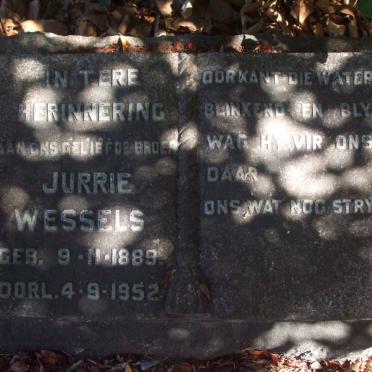 IN TERE
HERINNERING
AAN ONS GELIEFDE BROER
JURRIE
WESSELS
GEB. 9-11-1889.
OORL. 4-9-1952.
OORKANT DIE WATER
BLINKEND EN BLY
WAG HY VIR ONS
DAAR
ONS WAT NOG STRY